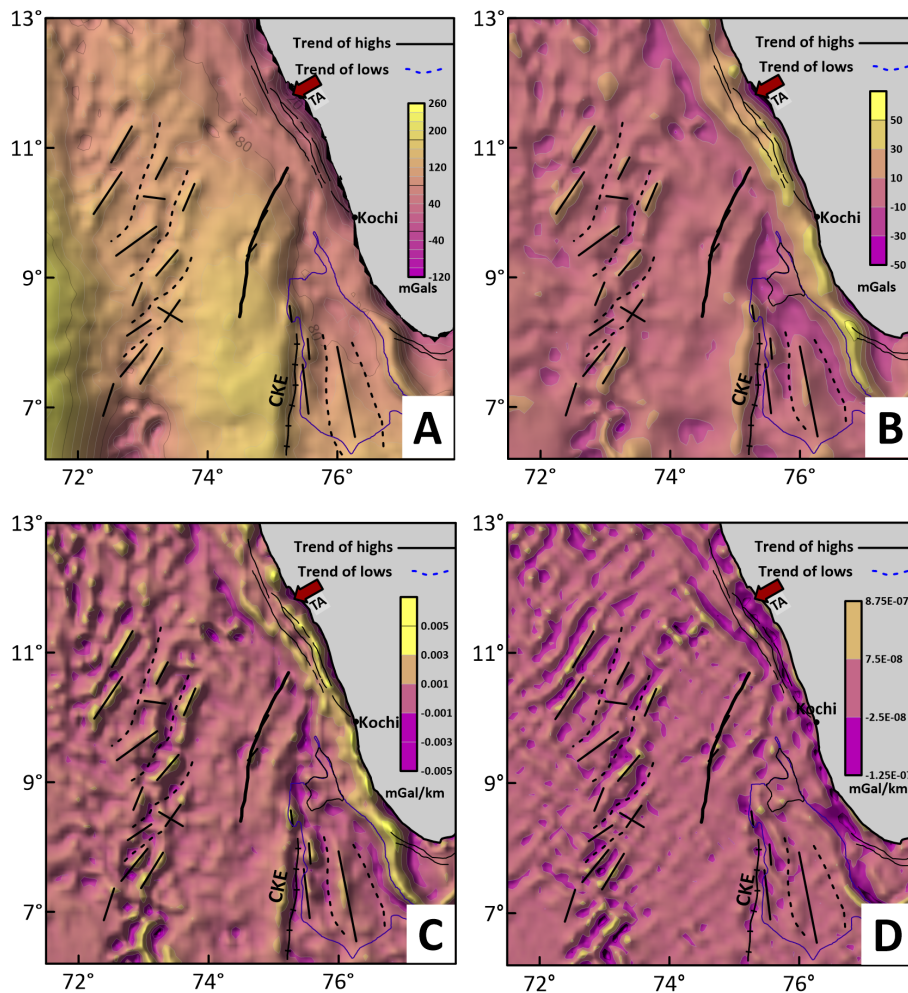 13°
Trend of highs
Trend of lows
TA
260
200
120
40
-40
-120
mGals
80
11°
Kochi
9°
80
CKE
7°
A
72°
74°
76°
Trend of highs
Trend of lows
TA
50
30
10
-10
-30
-50
mGals
11°
Kochi
9°
CKE
7°
B
72°
74°
76°
13°
Trend of highs
Trend of lows
TA
0.005
0.003
0.001
-0.001
-0.003
-0.005
mGal/km
11°
Kochi
9°
CKE
7°
C
72°
74°
76°
13°
Trend of highs
Trend of lows
TA
8.75E-07
7.5E-08
-2.5E-08
-1.25E-07
mGal/km
11°
Kochi
9°
CKE
7°
D
72°
74°
76°